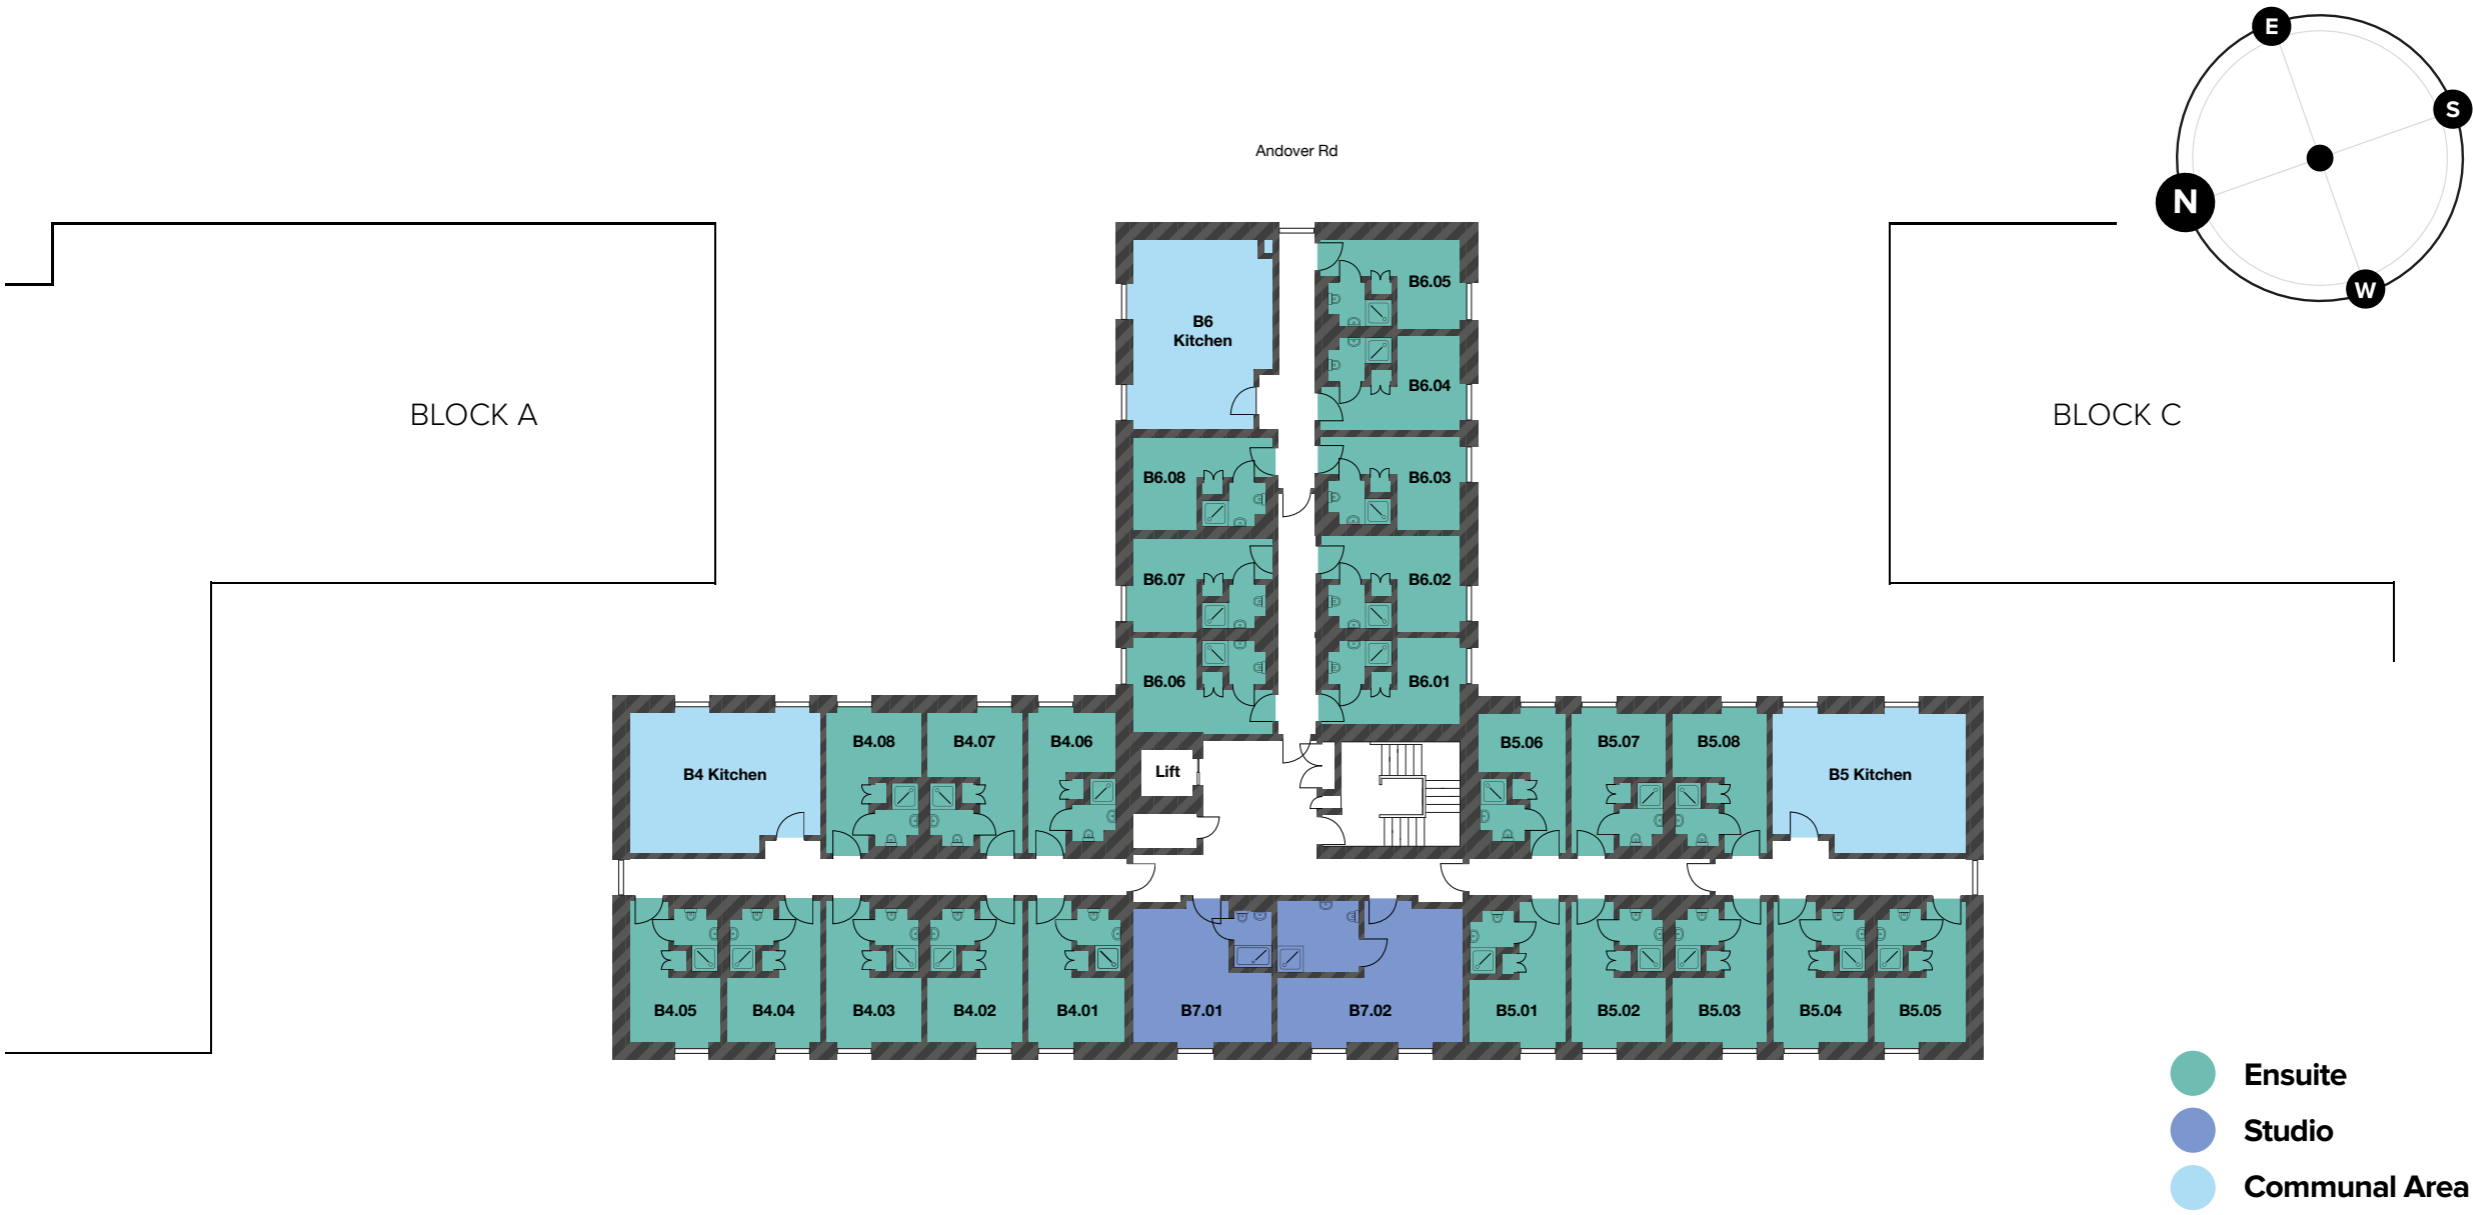 E
S
N
W
Andover Rd
BLOCK A
BLOCK C
B6
Kitchen
B6.05
B6.04
B6.08
B6.03
B6.07
B6.02
B6.06
B6.01
B4 Kitchen
B4.08
B4.07
B4.06
Lift
B5.06
B5.07
B5.08
B5 Kitchen
B4.05
B4.04
B4.03
B4.02
B4.01
B7.01
B7.02
B5.01
B5.02
B5.03
B5.04
B5.05
Ensuite
Studio
Communal Area